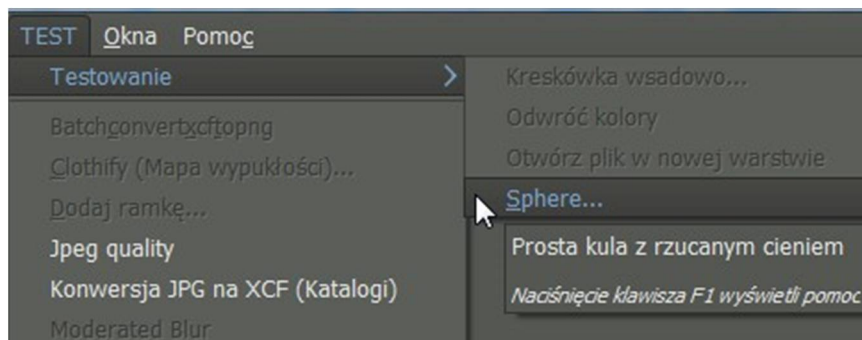 TEST Okna Pomoc
Testowanie
Batchconvertxcftopng
Clothify (Mapa wypukłości)...
Dodaj ramkę...
Jpeg quality
Konwersja JPG na XCF (Katalogi)
Moderated Blur
Kreskówka wsadowo...
Odwróć kolory
Otwórz plik w nowej warstwie
Sphere...
Prosta kula z rzucanym cieniem
Naciśnięcie klawisza F1 wyświetli pomoc